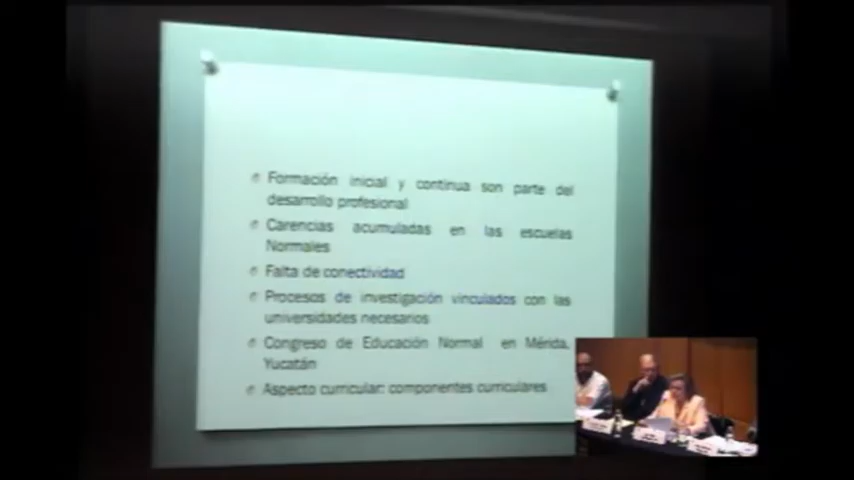 Formación inicial y continua son parte del
desarrollo profesional
Carencias acumuladas en las escuelas
Normales
Falta de conectividad
Procesos de investigación vinculados con las
universidades necesarios
Congreso de Educación Normal en Mérida,
Yucatán
Aspecto curricular: componentes curriculares